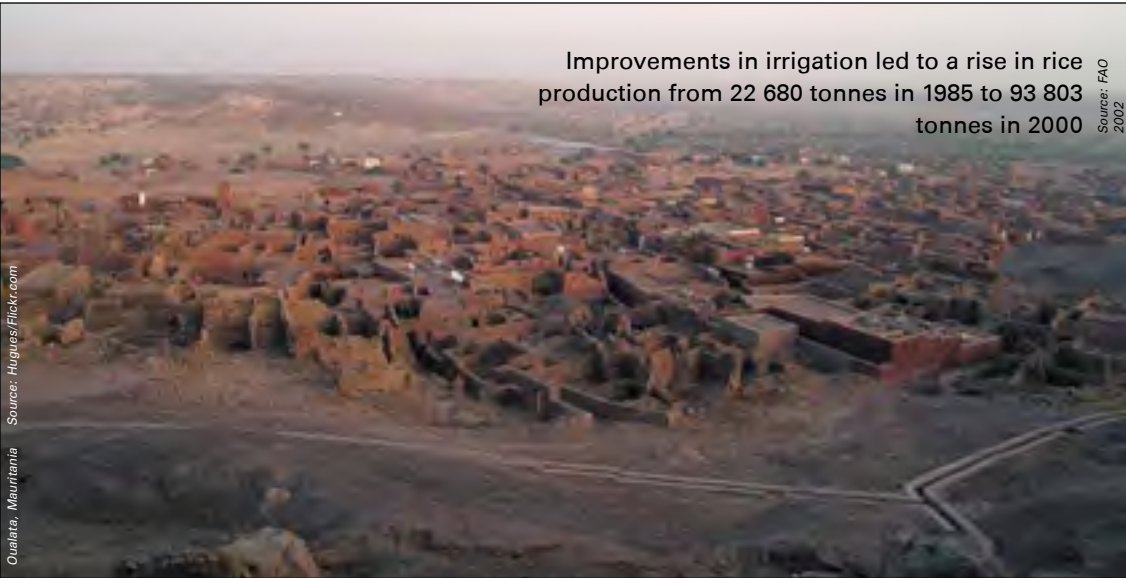 Improvements in irrigation led to a rise in rice
production from 22 680 tonnes in 1985 to 93 803
tonnes in 2000
Source: FAO
2002
Oualata, Mauritania Source: Hugues/Flickr.com